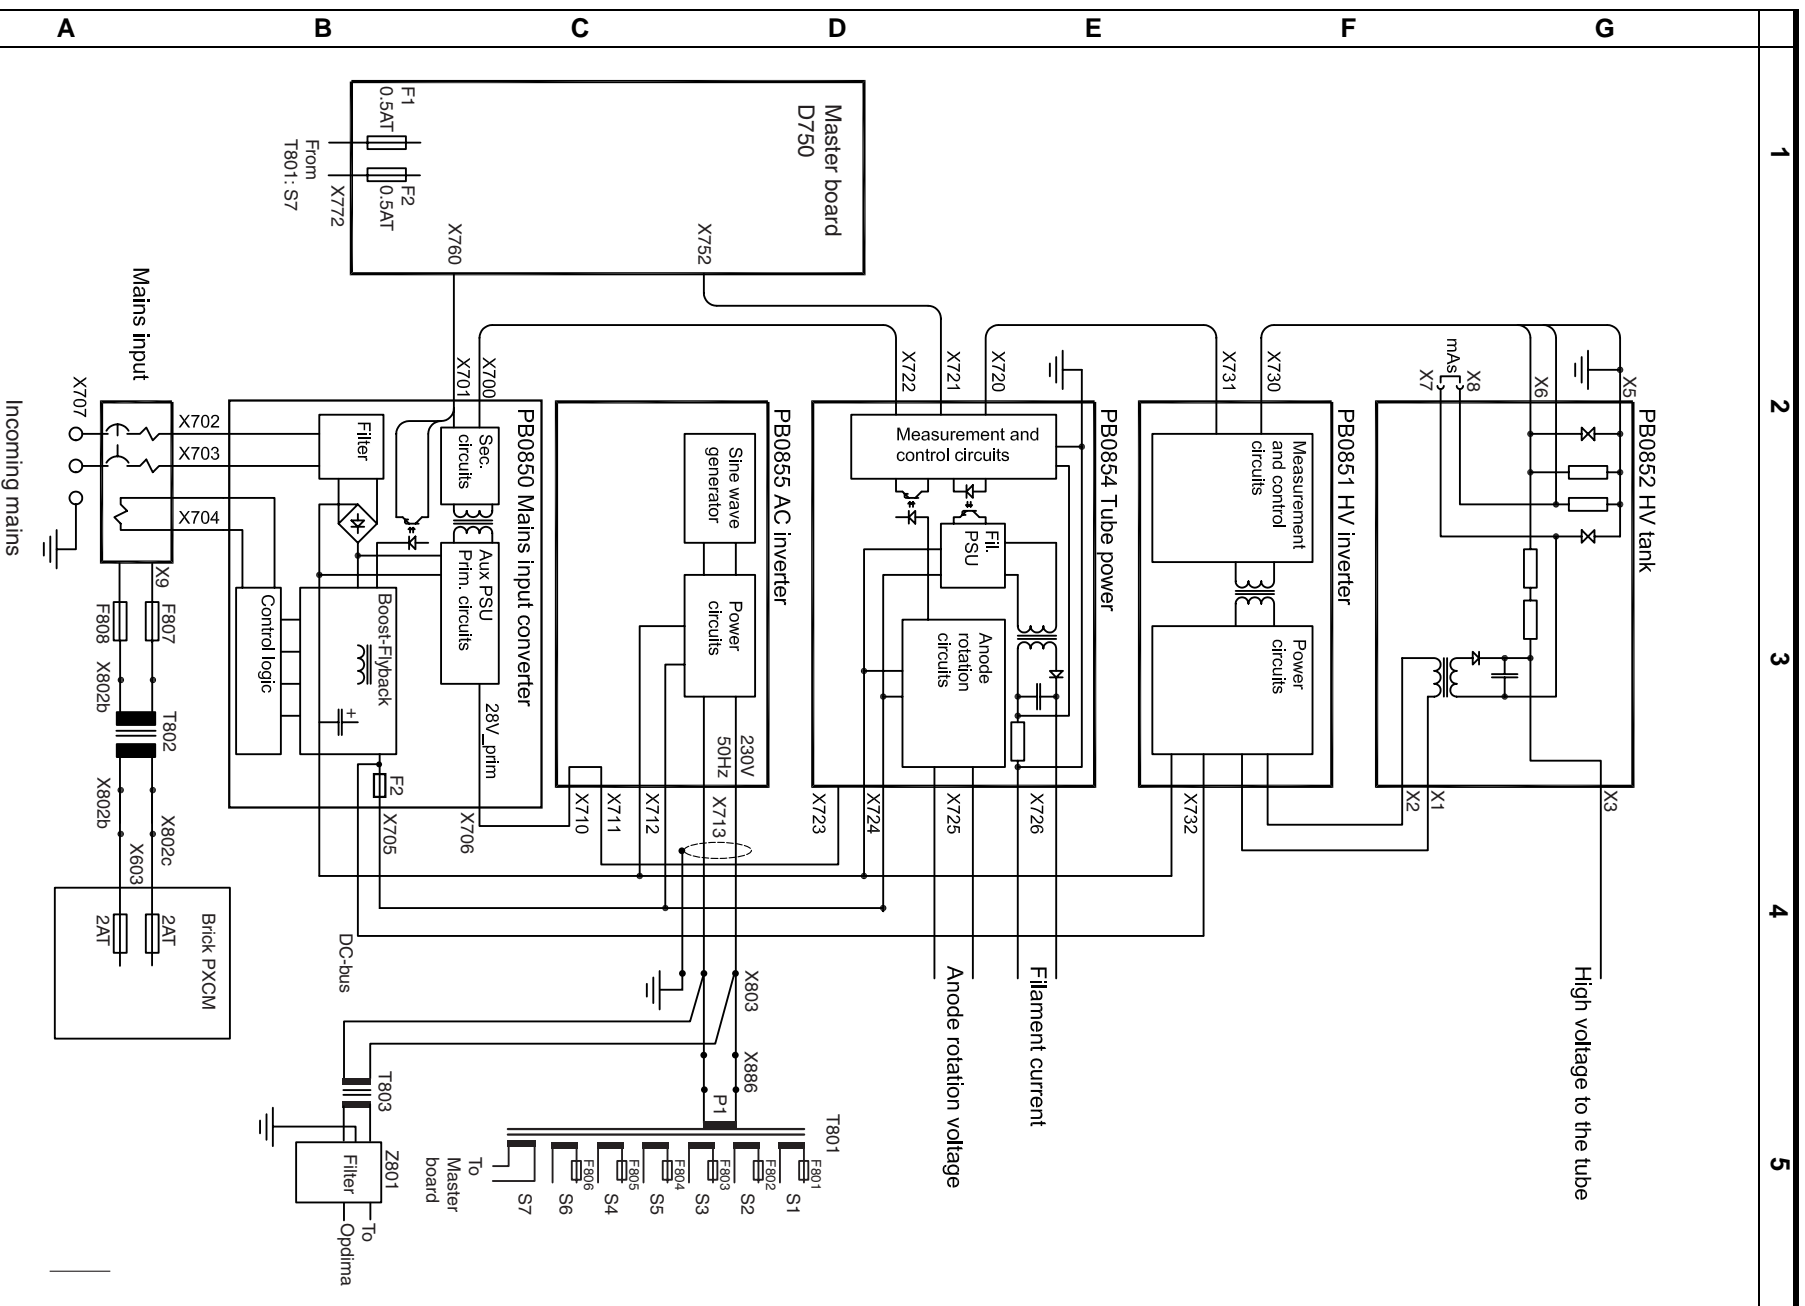 A
B
C
D
E
F
G
1
2
3
4
5
Master board
D750
F1
0.5AT
F2
0.5AT
From
T801: S7
X772
X760
X752
Mains input
X707
Incoming mains
X702
X703
X704
X9
F807
F808
X802b
T802
X802b
X802c
X603
2AT
2AT
Brick PXCM
PB0850 Mains input converter
X701
X700
Filter
Sec.
circuits
Aux PSU
Prim. circuits
Boost-Flyback
+
Control logic
28V_prim
F2
X705
X706
DC-bus
PB0855 AC inverter
Sine wave
generator
Power
circuits
230V
50Hz
X710
X711
X712
X713
PB0854 Tube power
X722
X721
X720
Measurement and
control circuits
Fil.
PSU
Anode
rotation
circuits
X723
X724
X725
X726
Anode rotation voltage
Filament current
PB0851 HV inverter
X731
X730
Measurement
and control
circuits
Power
circuits
X732
PB0852 HV tank
mAs
X7
X8
X6
X5
X2
X1
X3
High voltage to the tube
X803
X886
P1
T801
T803
Z801
Filter
To
Opdima
To
Master
board
S7
S6
S4
S5
S3
S2
S1
F806
F805
F804
F803
F802
F801